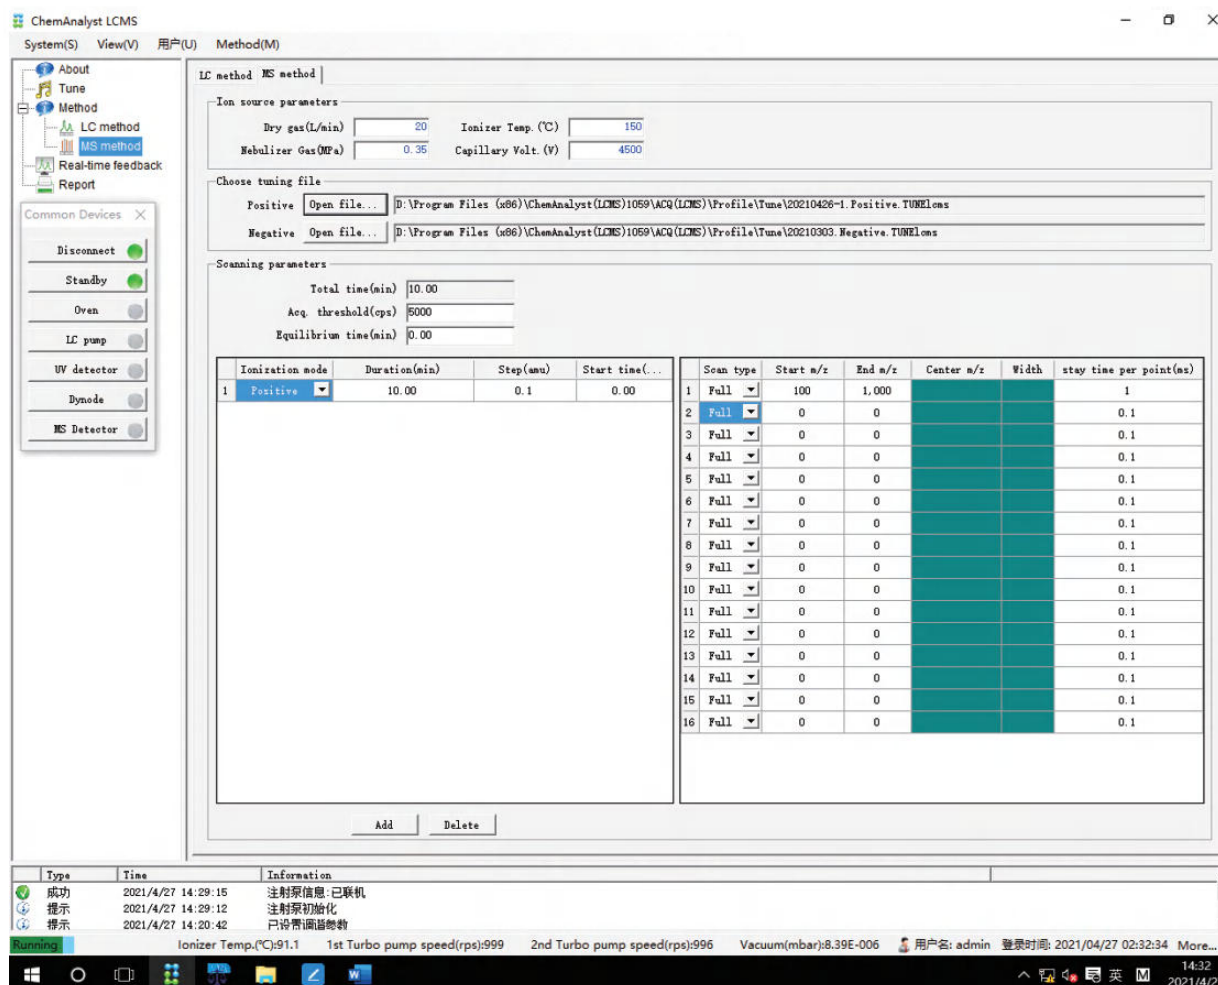 ChemAnalyst LCMS
System(S) View(V) 用户(U) Method(M)
About
Tune
Method
LC method
MS method
Real-time feedback
Report
Common Devices
Disconnect
Standby
Oven
LC pump
UV detector
Dynode
MS Detector
LC method MS method
Ion source parameters
Dry gas(L/min) 20 Ionizer Temp.(℃) 150
Nebulizer Gas(MPa) 0.35 Capillary Volt.(V) 4500
Choose tuning file
Positive Open file... D:\Program Files (x86)\ChemAnalyst(LCMS)1059\ACQ(LCMS)\Profile\Tune\20210426-1.Positive.TUNElcms
Negative Open file... D:\Program Files (x86)\ChemAnalyst(LCMS)1059\ACQ(LCMS)\Profile\Tune\20210303.Negative.TUNElcms
Scanning parameters
Total time(min) 10.00
Acq. threshold(cps) 5000
Equilibrium time(min) 0.00
Ionization mode Duration(min) Step(amu) Start time(...
1 Positive 10.00 0.1 0.00
Scan type Start m/z End m/z Center m/z Width stay time per point(ms)
1 Full 100 1,000 1
2 Full 0 0 0.1
3 Full 0 0 0.1
4 Full 0 0 0.1
5 Full 0 0 0.1
6 Full 0 0 0.1
7 Full 0 0 0.1
8 Full 0 0 0.1
9 Full 0 0 0.1
10 Full 0 0 0.1
11 Full 0 0 0.1
12 Full 0 0 0.1
13 Full 0 0 0.1
14 Full 0 0 0.1
15 Full 0 0 0.1
16 Full 0 0 0.1
Add Delete
Type Time Information
成功 2021/4/27 14:29:15 注射泵信息:已联机
提示 2021/4/27 14:29:12 注射泵初始化
提示 2021/4/27 14:20:42 已设置调谐参数
Running Ionizer Temp.(℃):91.1 1st Turbo pump speed(rps):999 2nd Turbo pump speed(rps):996 Vacuum(mbar):8.39E-006 用户名: admin 登录时间: 2021/04/27 02:32:34 More...
英 M 14:32
2021/4/2